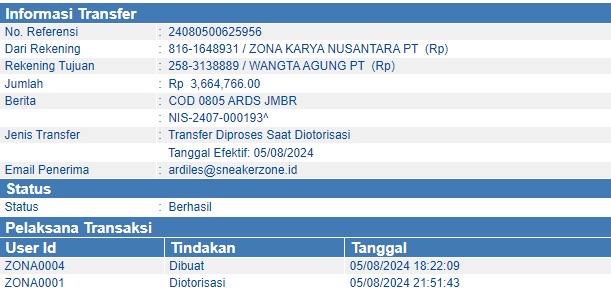 Informasi Transfer
No. Referensi : 24080500625956
Dari Rekening : 816-1648931 / ZONA KARYA NUSANTARA PT (Rp)
Rekening Tujuan : 258-3138889 / WANGTA AGUNG PT (Rp)
Jumlah : Rp 3,664,766.00
Berita : COD 0805 ARDS JMBR
: NIS-2407-000193^
Jenis Transfer : Transfer Diproses Saat Diotorisasi
Tanggal Efektif: 05/08/2024
Email Penerima : ardiles@sneakerzone.id
Status
Status : Berhasil
Pelaksana Transaksi
User Id Tindakan Tanggal
ZONA0004 Dibuat 05/08/2024 18:22:09
ZONA0001 Diotorisasi 05/08/2024 21:51:43